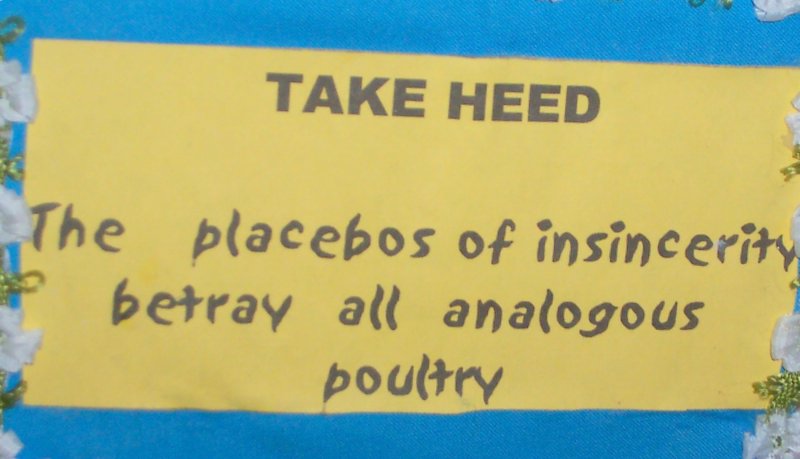 TAKE HEED
The placebos of insincerity
betray all analogous
poultry